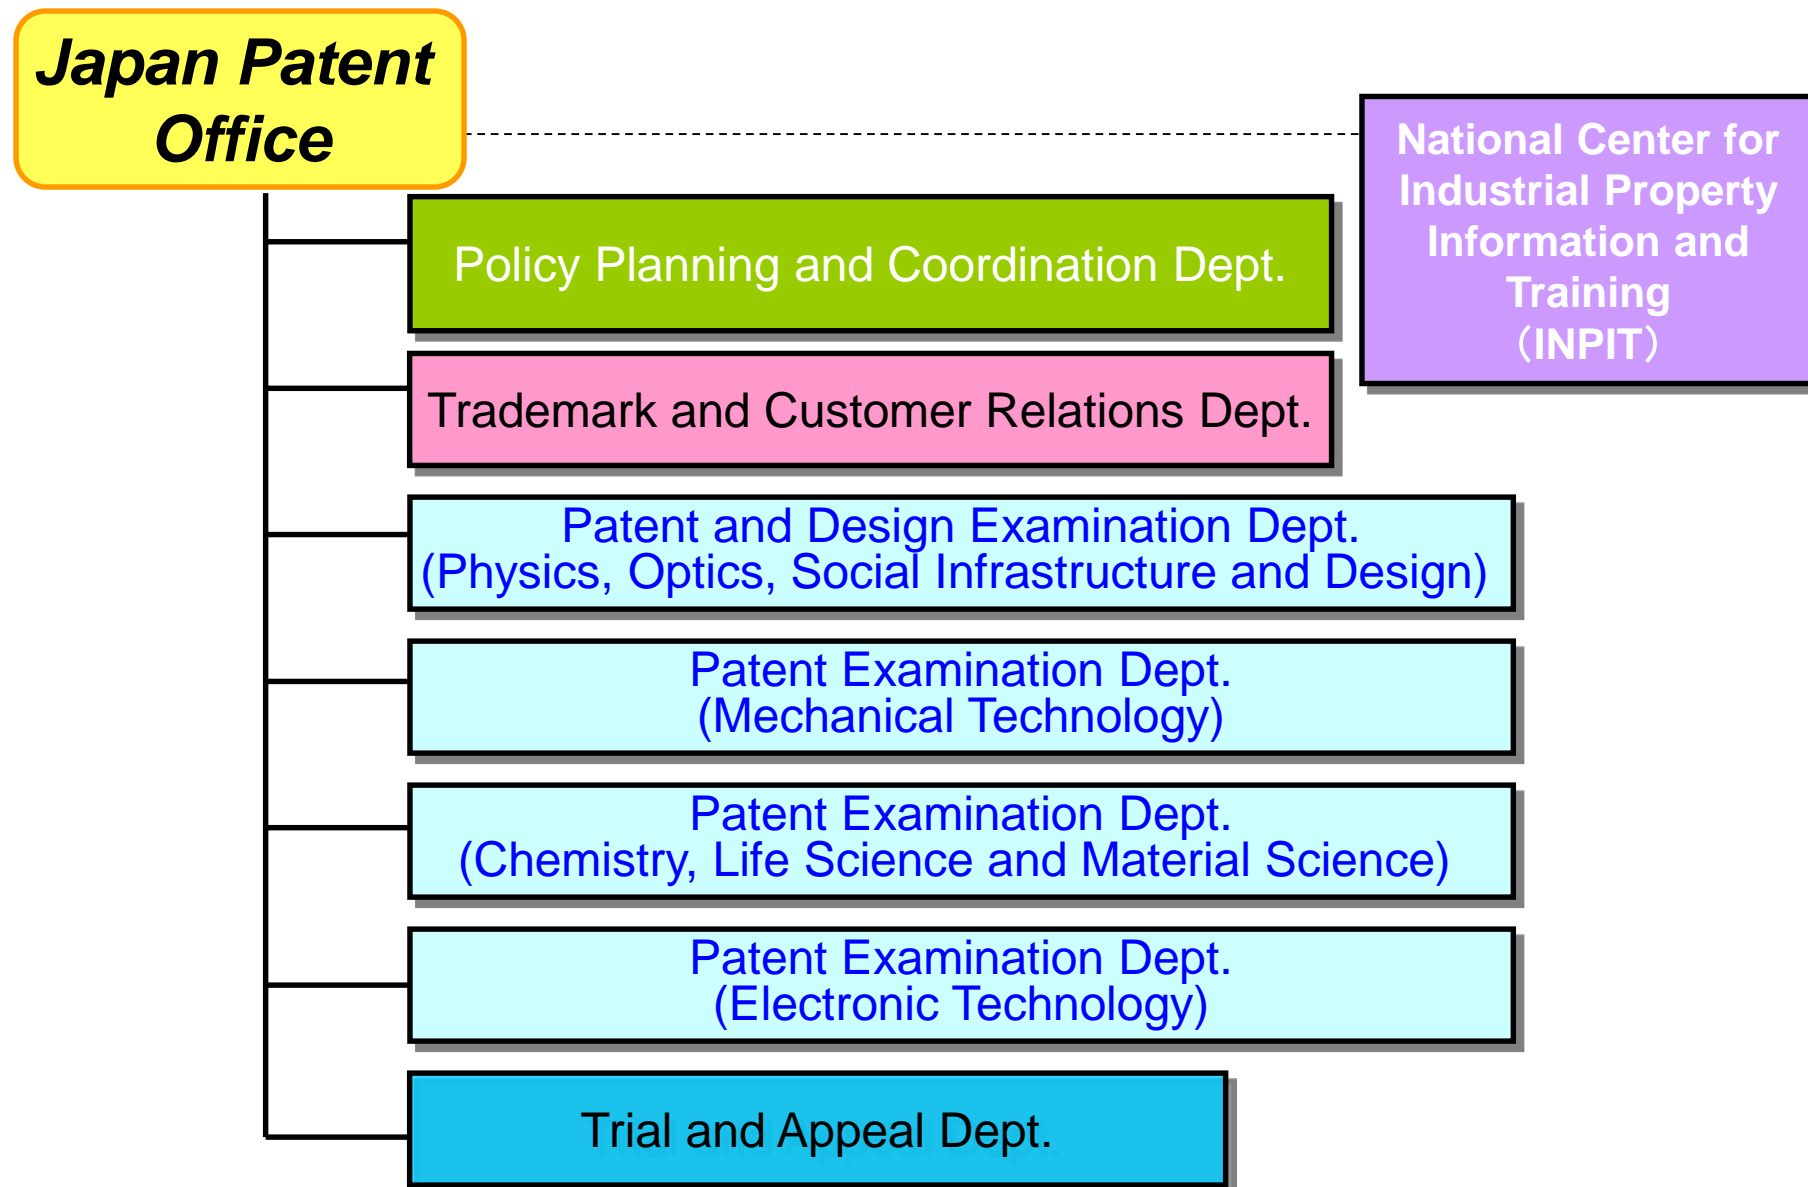 Japan Patent
Office
National Center for
Industrial Property
Information and
Training
（INPIT）
Policy Planning and Coordination Dept.
Trademark and Customer Relations Dept.
Patent and Design Examination Dept.
(Physics, Optics, Social Infrastructure and Design)
Patent Examination Dept.
(Mechanical Technology)
Patent Examination Dept.
(Chemistry, Life Science and Material Science)
Patent Examination Dept.
(Electronic Technology)
Trial and Appeal Dept.